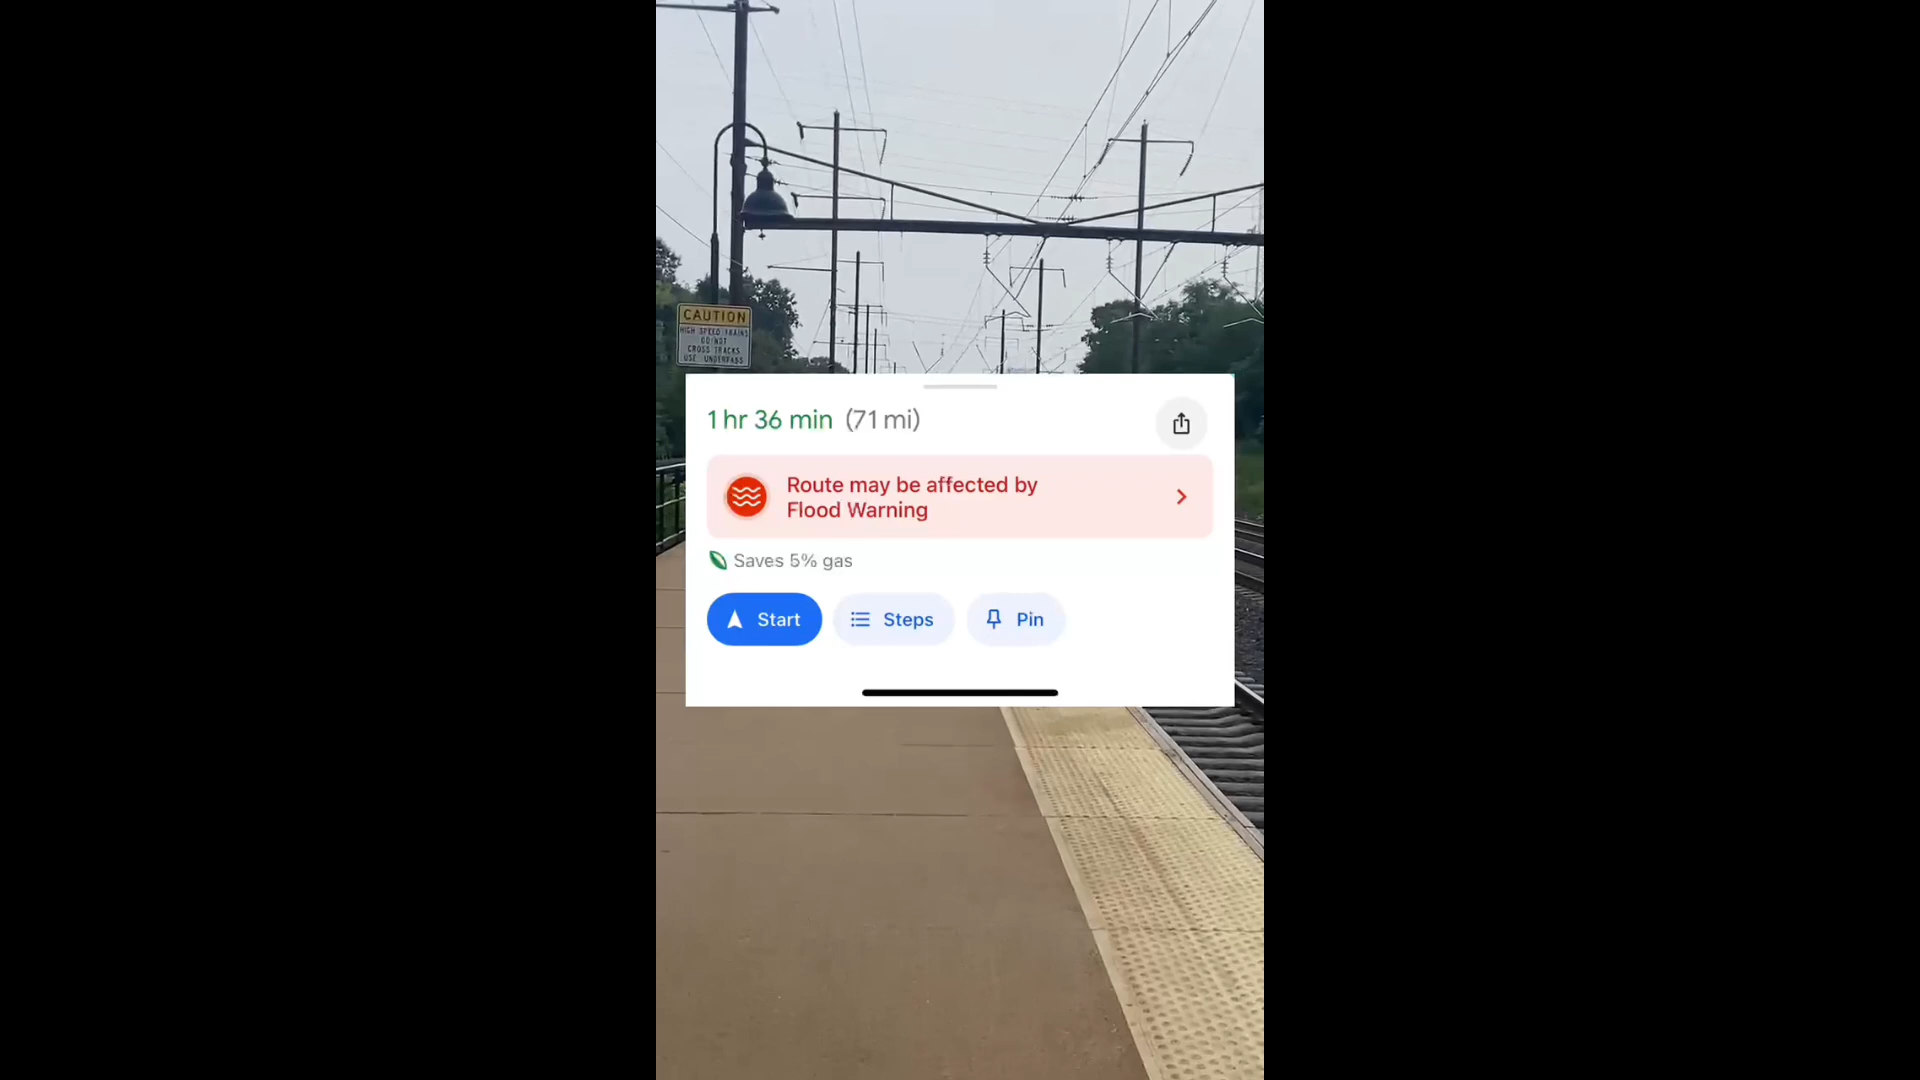 CAUTION
HIGH SPEED TRAINS
DO NOT
CROSS TRACKS
USE UNDERPASS
1 hr 36 min (71 mi)
Route may be affected by
Flood Warning
Saves 5% gas
Start Steps Pin